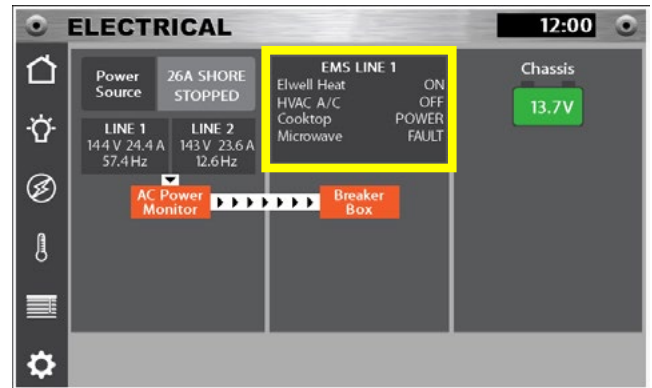 ELECTRICAL
12:00
Power
Source
26A SHORE
STOPPED
LINE 1
144 V 24.4 A
57.4 Hz
LINE 2
143 V 23.6 A
12.6 Hz
AC Power
Monitor
EMS LINE 1
Elwell Heat ON
HVAC A/C OFF
Cooktop POWER
Microwave FAULT
Breaker
Box
Chassis
13.7V